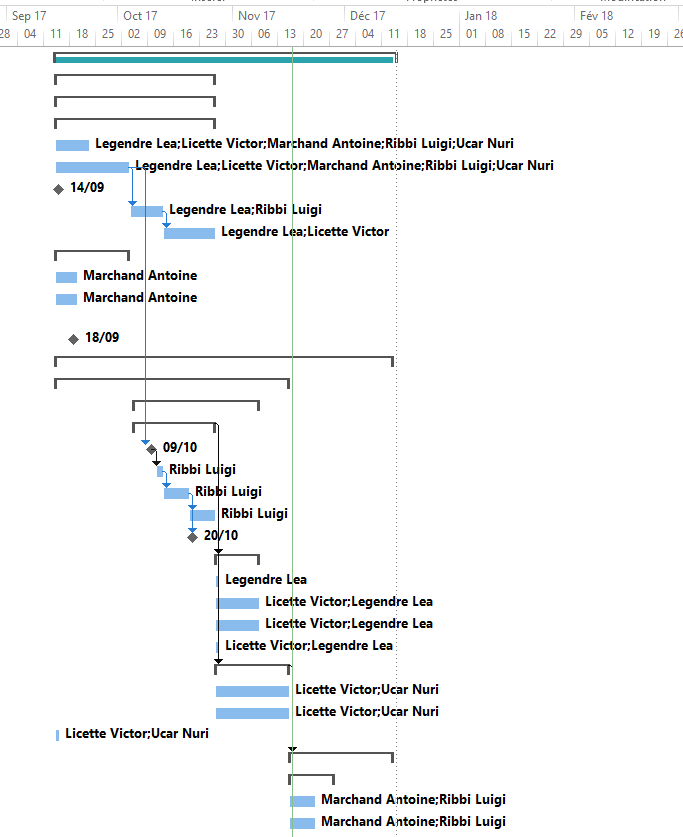 Sep 17 Oct 17 Nov 17 Déc 17 Jan 18 Fév 18
28 04 11 18 25 02 09 16 23 30 06 13 20 27 04 11 18 25 01 08 15 22 29 05 12 19 26
Legendre Lea;Licette Victor;Marchand Antoine;Ribbi Luigi;Ucar Nuri
Legendre Lea;Licette Victor;Marchand Antoine;Ribbi Luigi;Ucar Nuri
14/09
Legendre Lea;Ribbi Luigi
Legendre Lea;Licette Victor
Marchand Antoine
Marchand Antoine
18/09
09/10
Ribbi Luigi
Ribbi Luigi
Ribbi Luigi
20/10
Legendre Lea
Licette Victor;Legendre Lea
Licette Victor;Legendre Lea
Licette Victor;Legendre Lea
Licette Victor;Ucar Nuri
Licette Victor;Ucar Nuri
Licette Victor;Ucar Nuri
Marchand Antoine;Ribbi Luigi
Marchand Antoine;Ribbi Luigi